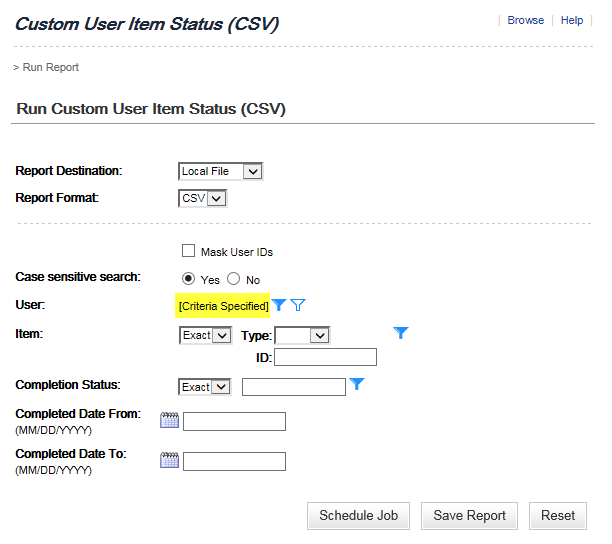 Custom User Item Status (CSV)
| Browse | Help |
> Run Report
Run Custom User Item Status (CSV)
Report Destination: Local File
Report Format: CSV
Mask User IDs
Case sensitive search: Yes No
User: [Criteria Specified]
Item: Exact Type:
ID:
Completion Status: Exact
Completed Date From:
(MM/DD/YYYY)
Completed Date To:
(MM/DD/YYYY)
Schedule Job Save Report Reset